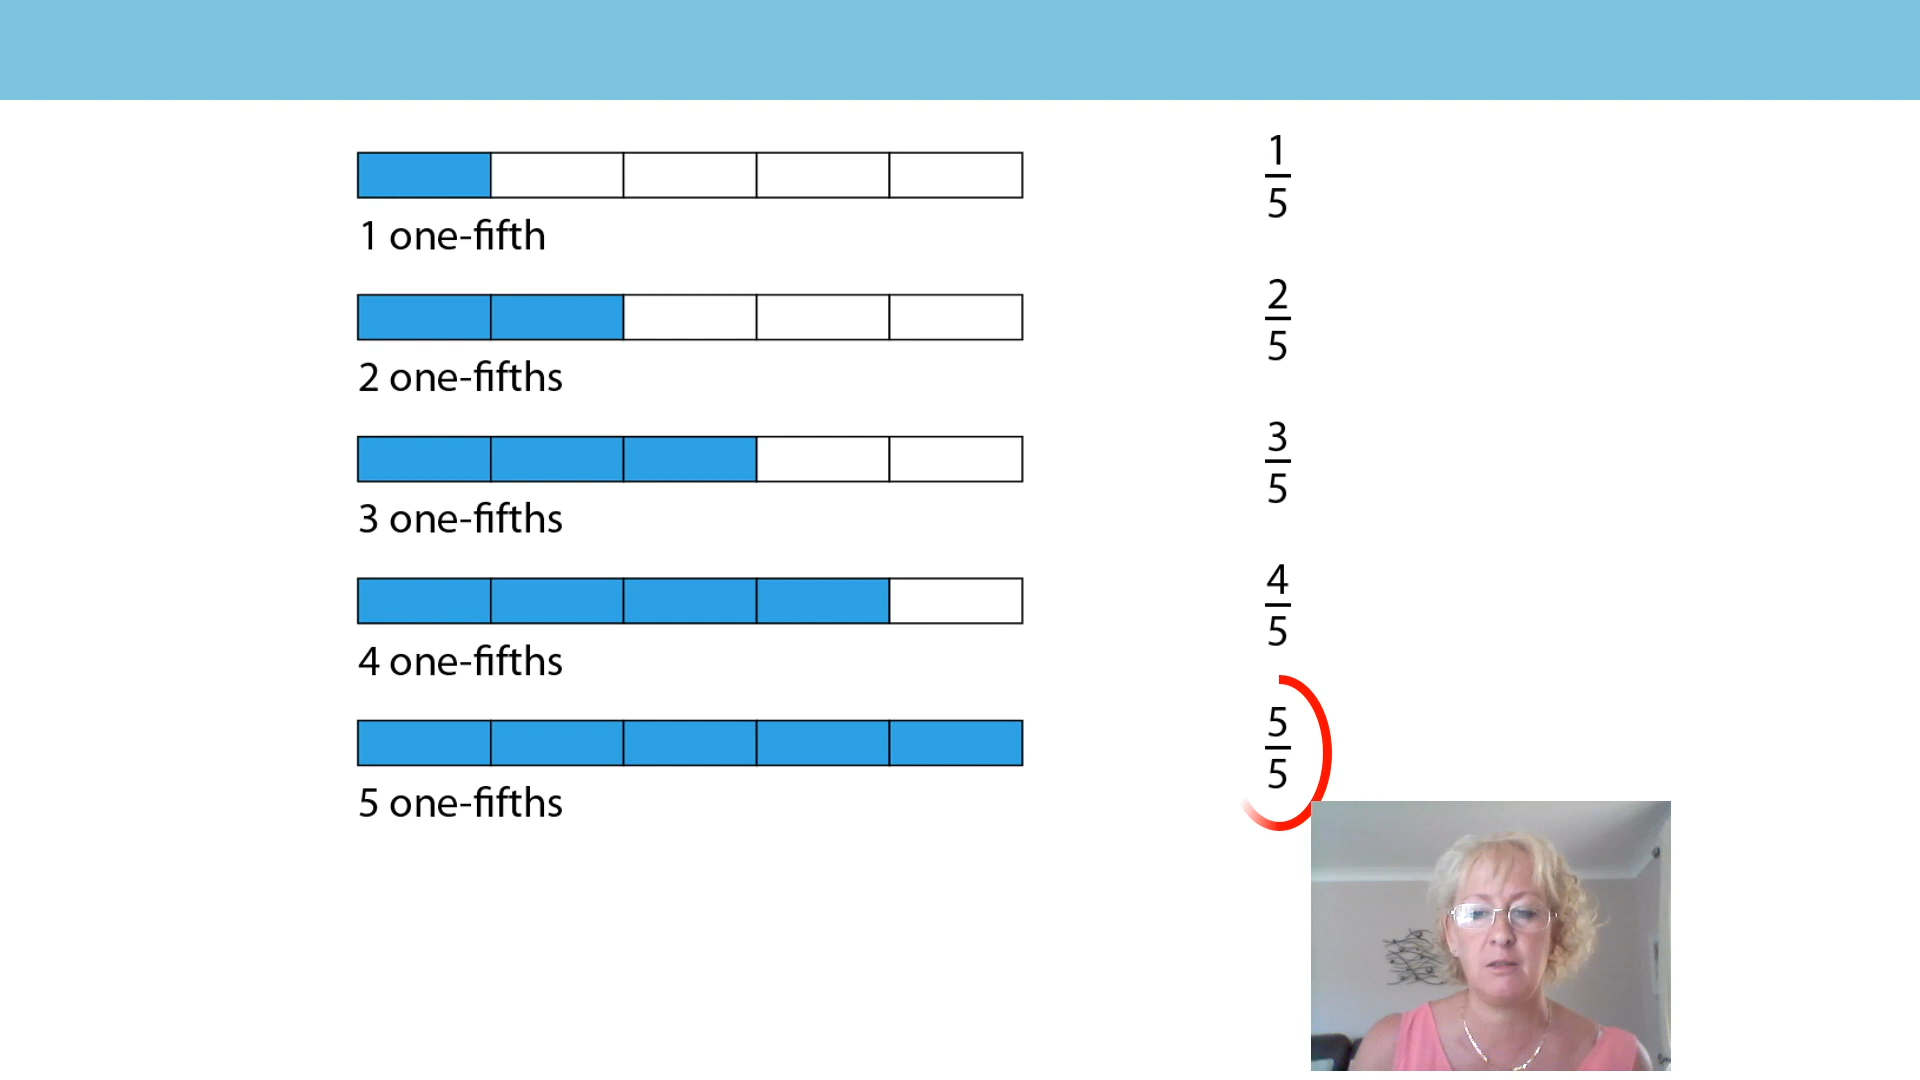 1 one-fifth
1/5
2 one-fifths
2/5
3 one-fifths
3/5
4 one-fifths
4/5
5 one-fifths
5/5